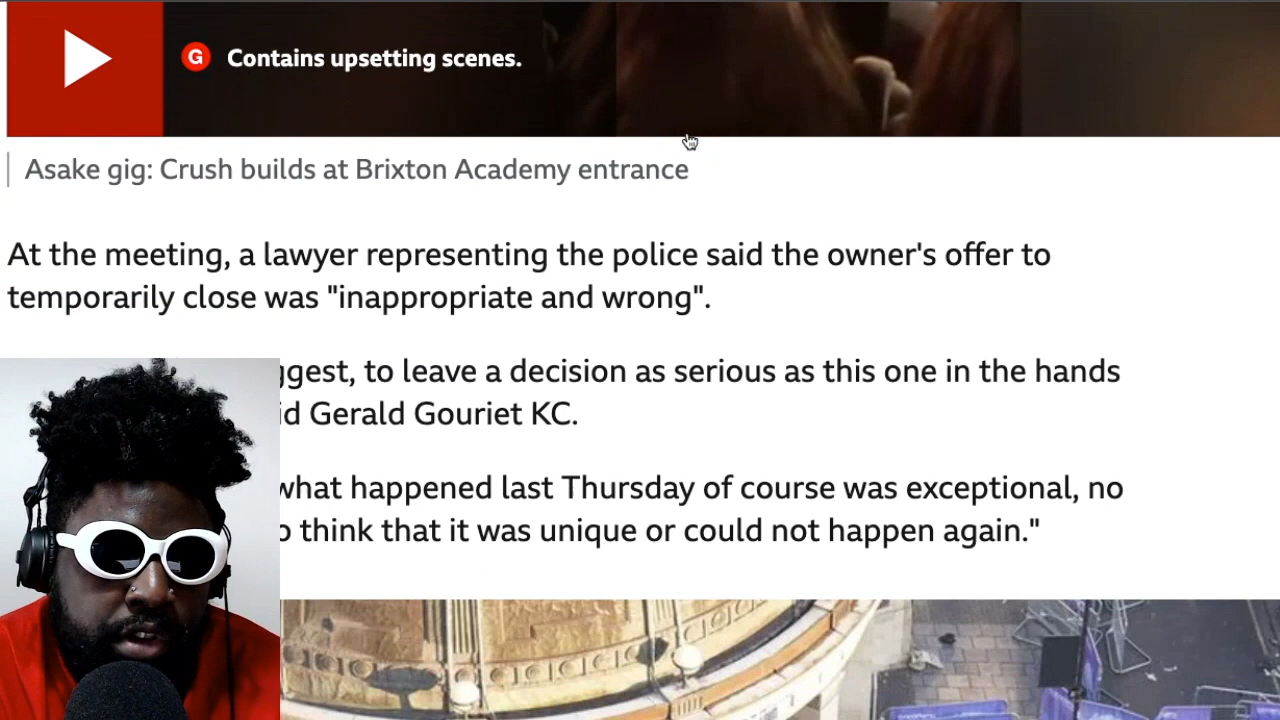 G Contains upsetting scenes.
Asake gig: Crush builds at Brixton Academy entrance
At the meeting, a lawyer representing the police said the owner's offer to
temporarily close was "inappropriate and wrong".
ggest, to leave a decision as serious as this one in the hands
id Gerald Gouriet KC.
what happened last Thursday of course was exceptional, no
o think that it was unique or could not happen again."